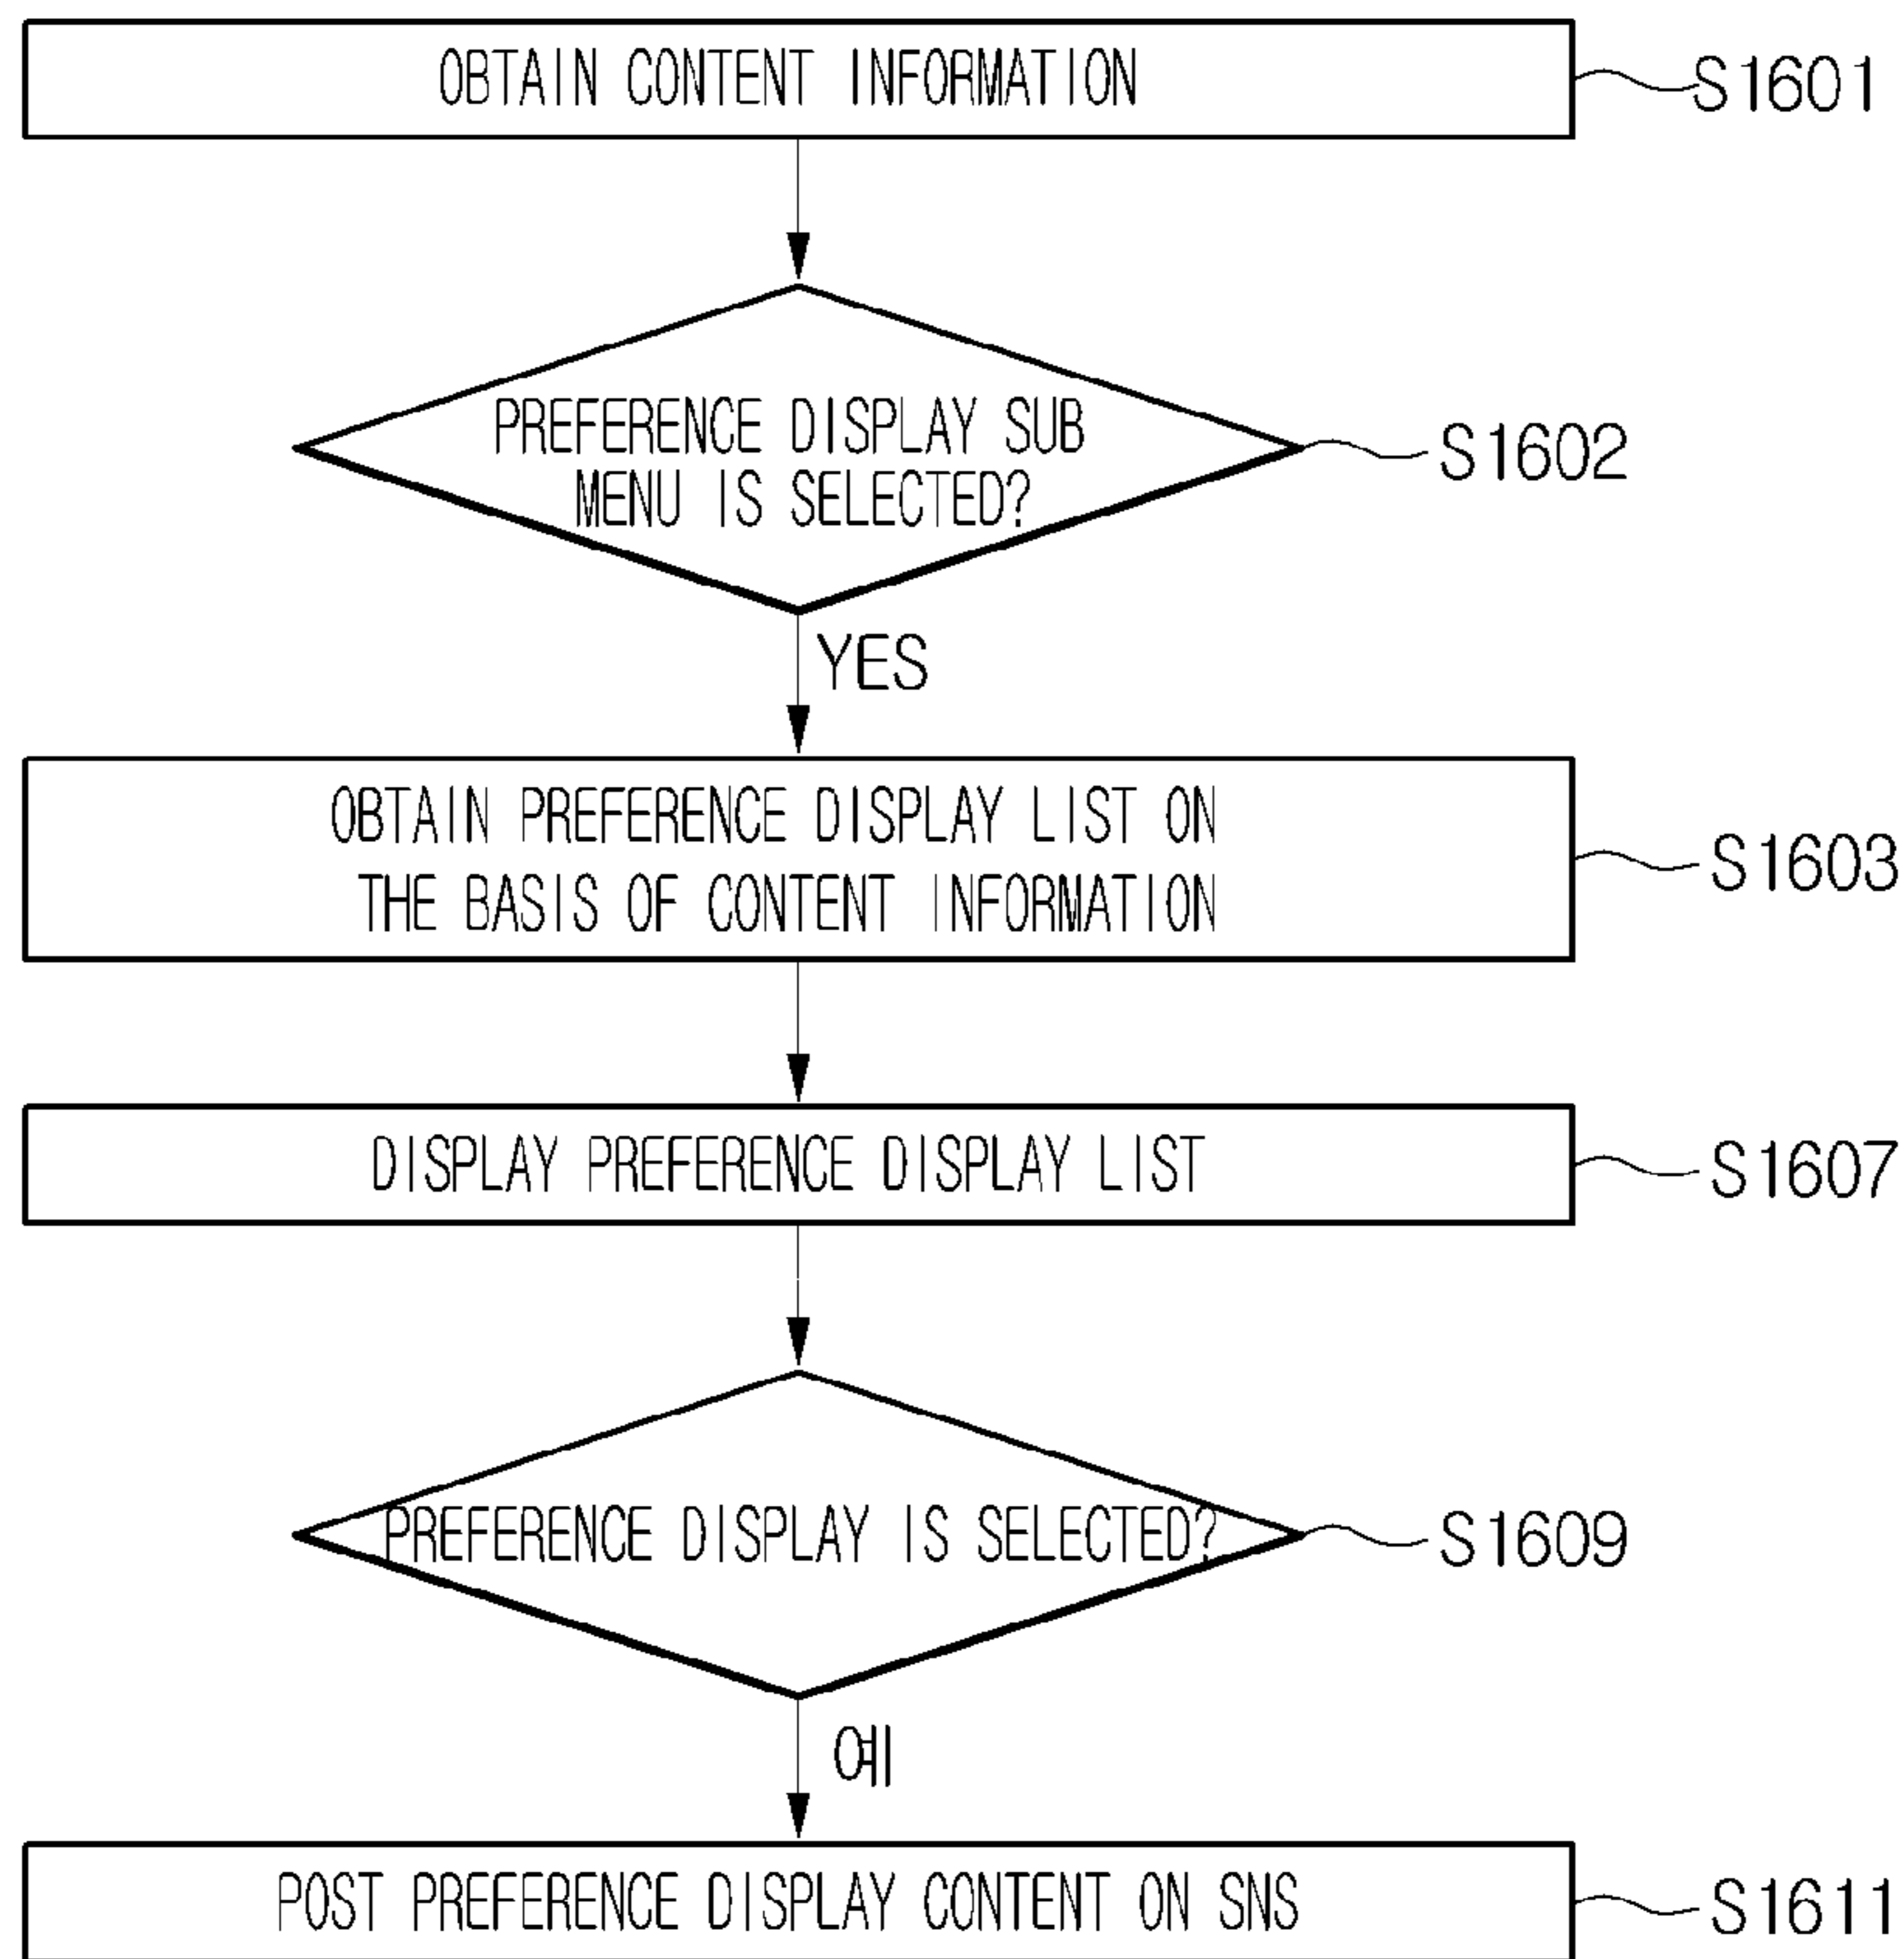 OBTAIN CONTENT INFORMATION
S1601
PREFERENCE DISPLAY SUB
MENU IS SELECTED?
S1602
YES
OBTAIN PREFERENCE DISPLAY LIST ON
THE BASIS OF CONTENT INFORMATION
S1603
DISPLAY PREFERENCE DISPLAY LIST
S1607
PREFERENCE DISPLAY IS SELECTED?
S1609
예
POST PREFERENCE DISPLAY CONTENT ON SNS
S1611